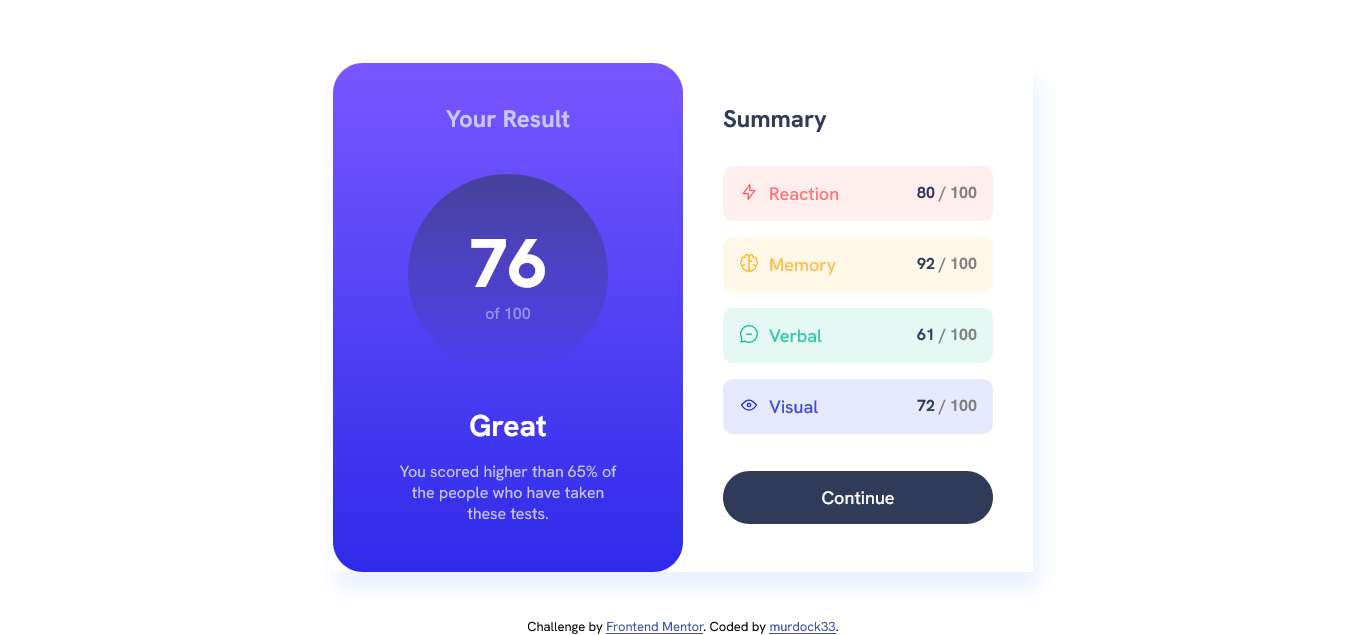 Your Result
76
of 100
Great
You scored higher than 65% of
the people who have taken
these tests.
Summary
Reaction 80 / 100
Memory 92 / 100
Verbal 61 / 100
Visual 72 / 100
Continue
Challenge by Frontend Mentor. Coded by murdock33.